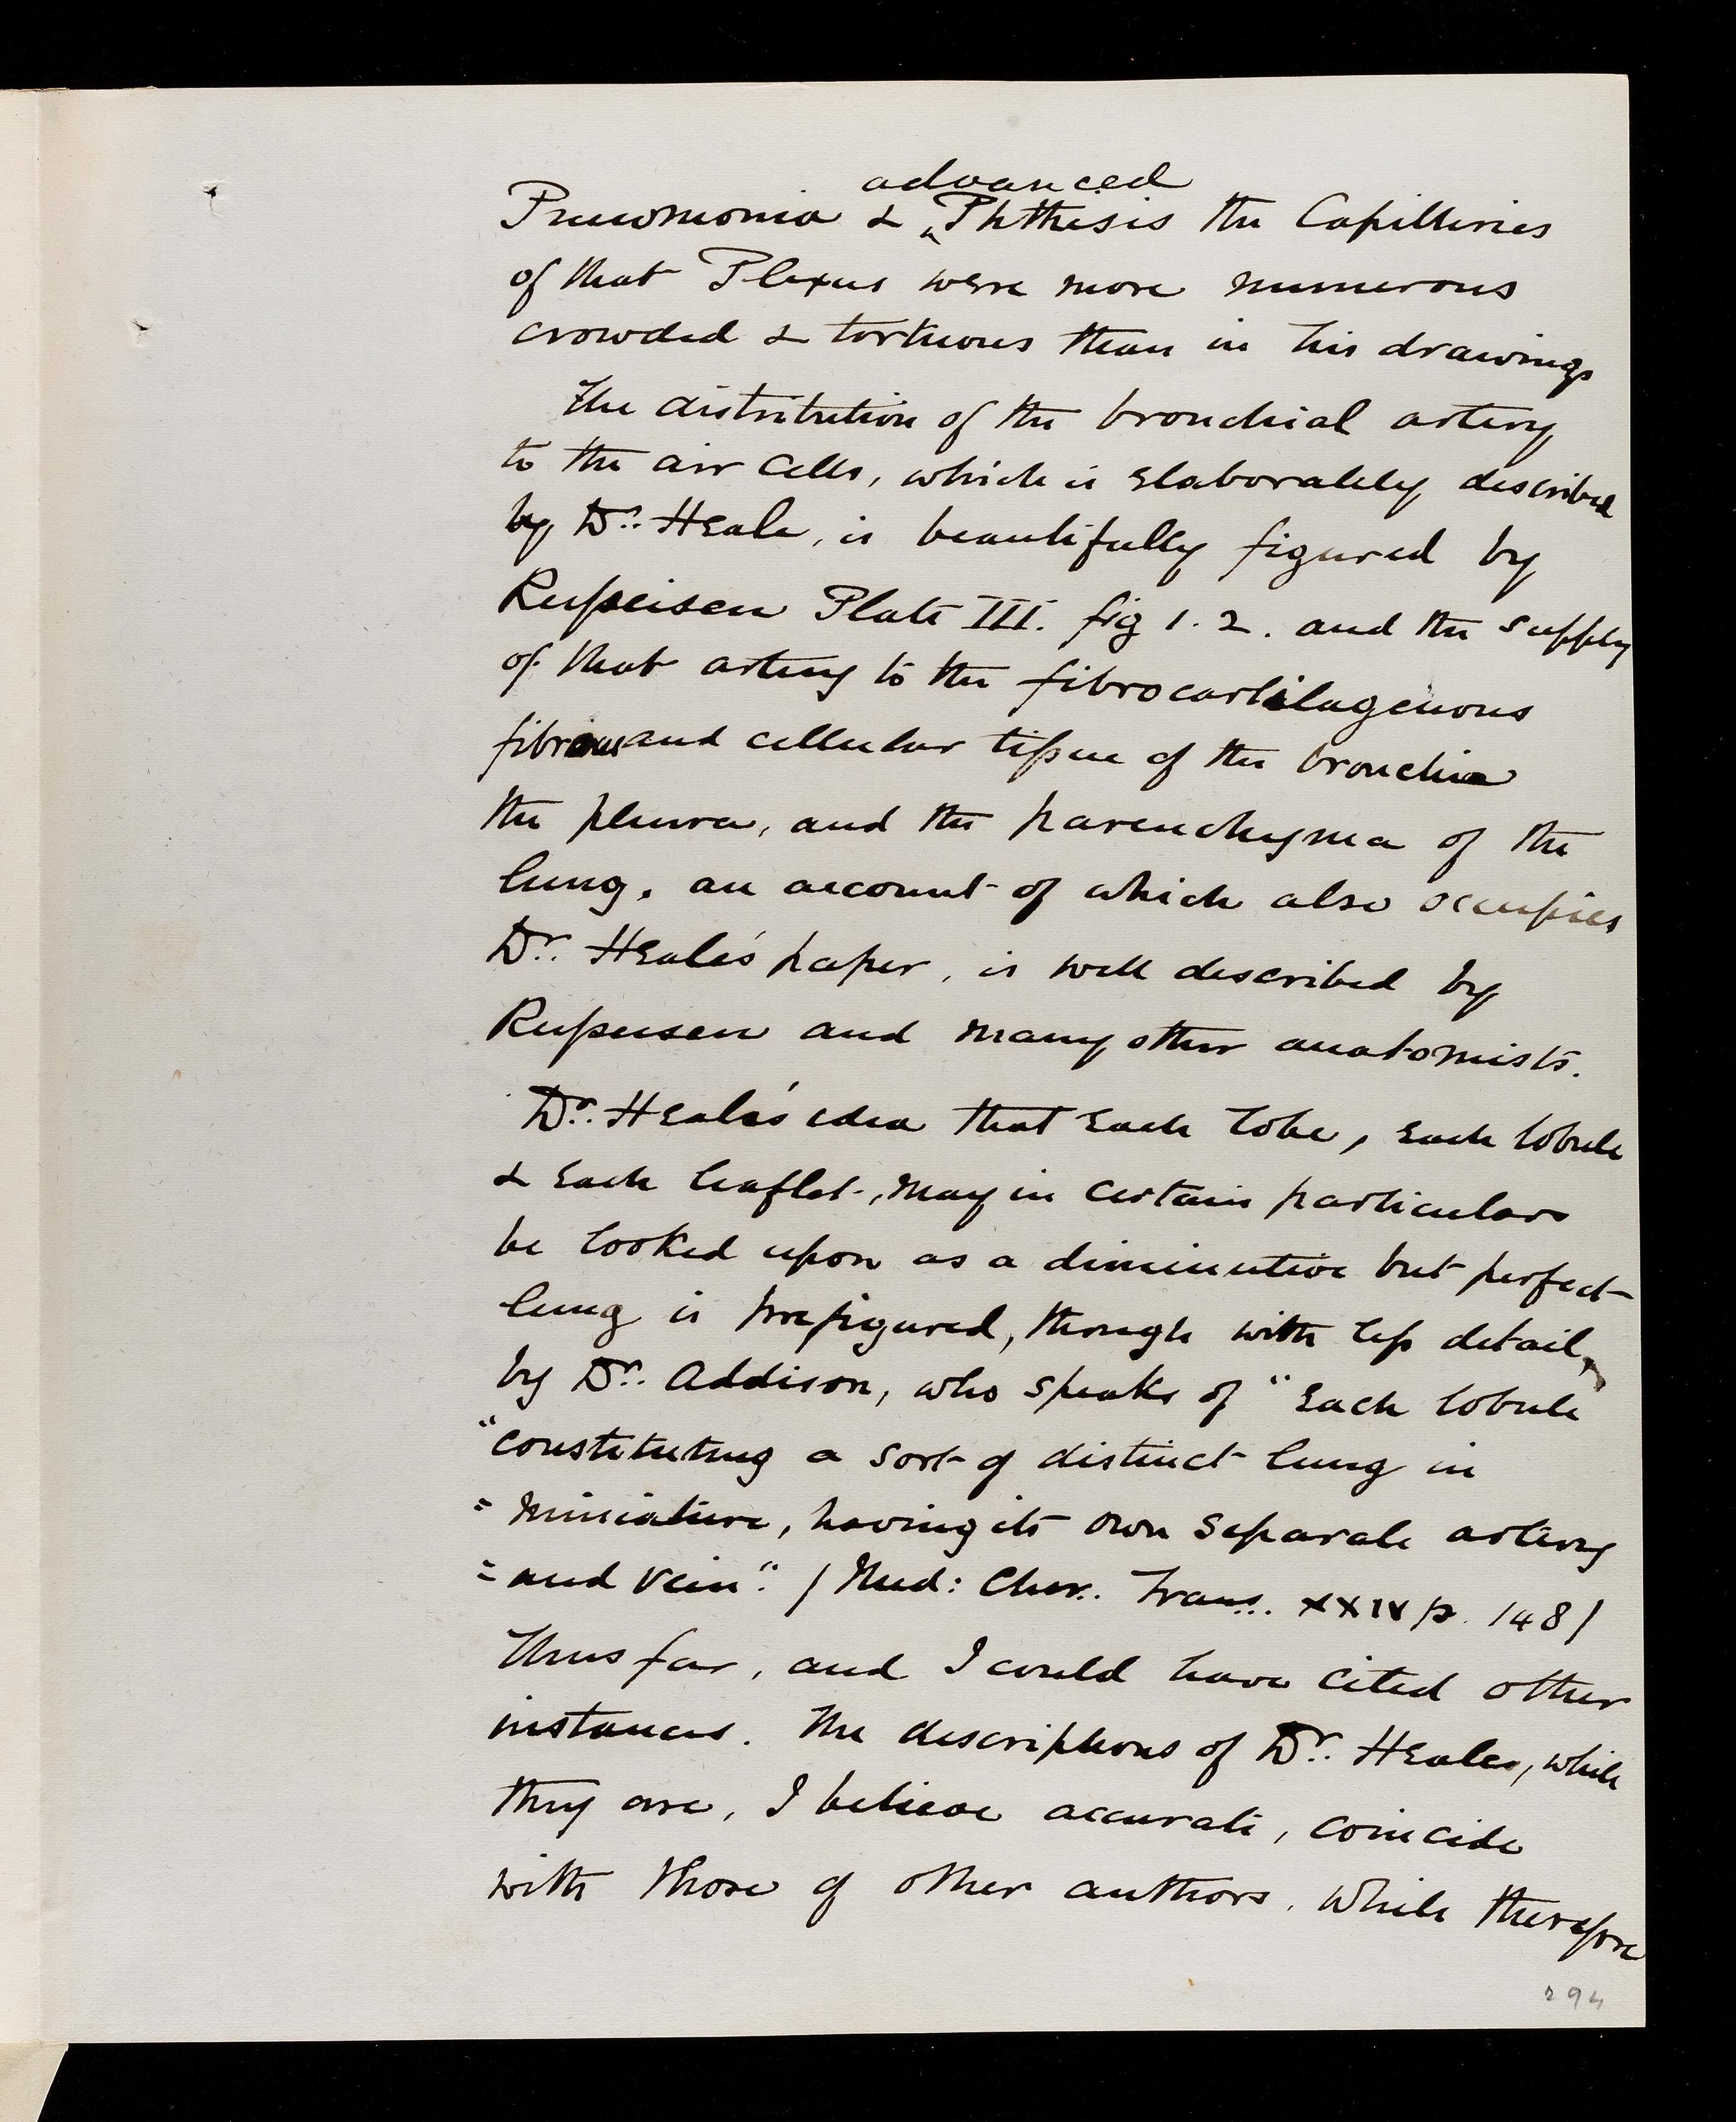 advanced
Pneumonia & ‸Phthisis the Capilleries
of that Plexus were more numerous
crowded & tortuous than in his drawings
The distribution of the bronchial artery
to the air cells, which is elaborately described
by Dr. Heale, is beautifully figured by
Rosseisen Plate III. fig 1. 2. and the supply
of that artery to the fibrocartilagenous
fibrous and cellular tissue of the bronchia
the pleura, and the parenchyma of the
lung, an account of which also occupies
Dr. Heale's paper, is well described by
Reisseisen and many other anatomists.
Dr. Heale's idea that each lobe, each lobule
& each leaflet, may in certain particulars
be looked upon as a diminutive but perfect
lung is prefigured, though with less detail,
by Dr. Addison, who speaks of "each lobule
"constituting a sort of distinct lung in
"miniature, having its own separate artery
"and vein". (Med: Chir.. Trans.. XXIV p. 148)
Thus far, and I could have cited other
instances. The descriptions of Dr. Heale, while
they are, I believe accurate, coincide
with those of other authors. While therefore
294